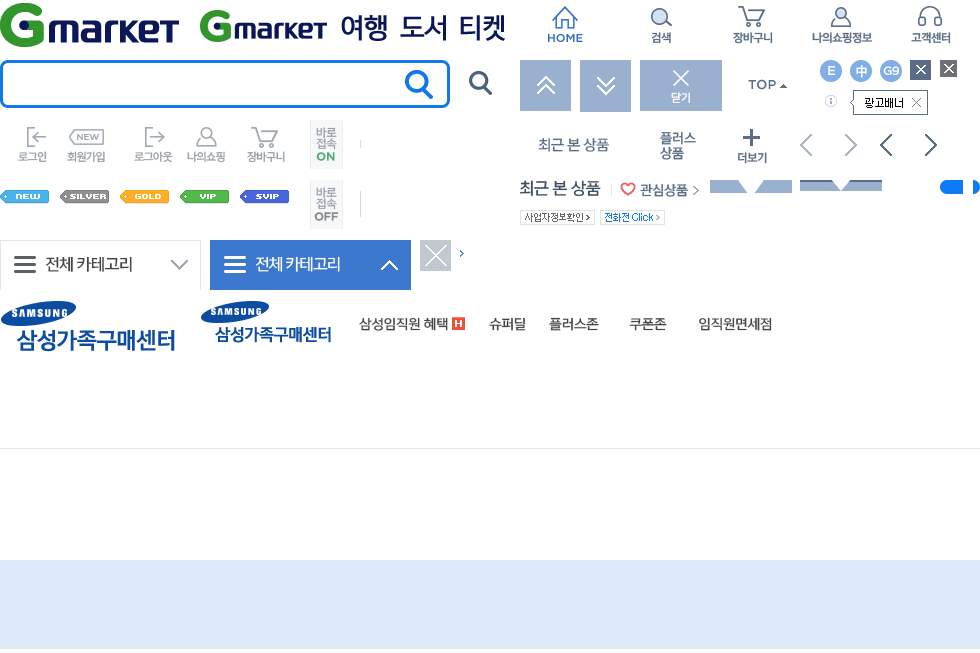 Gmarket
Gmarket 여행 도서 티켓
HOME
검색
장바구니
나의쇼핑정보
고객센터
닫기
TOP
E
中
G9
광고배너
로그인
NEW
회원가입
로그아웃
나의쇼핑
장바구니
바로
접속
ON
최근 본 상품
플러스
상품
더보기
NEW
SILVER
GOLD
VIP
SVIP
바로
접속
OFF
최근 본 상품
관심상품
사업자정보확인
전화전 Click
전체 카테고리
전체 카테고리
SAMSUNG
삼성가족구매센터
SAMSUNG
삼성가족구매센터
삼성임직원 혜택 H
슈퍼딜
플러스존
쿠폰존
임직원면세점